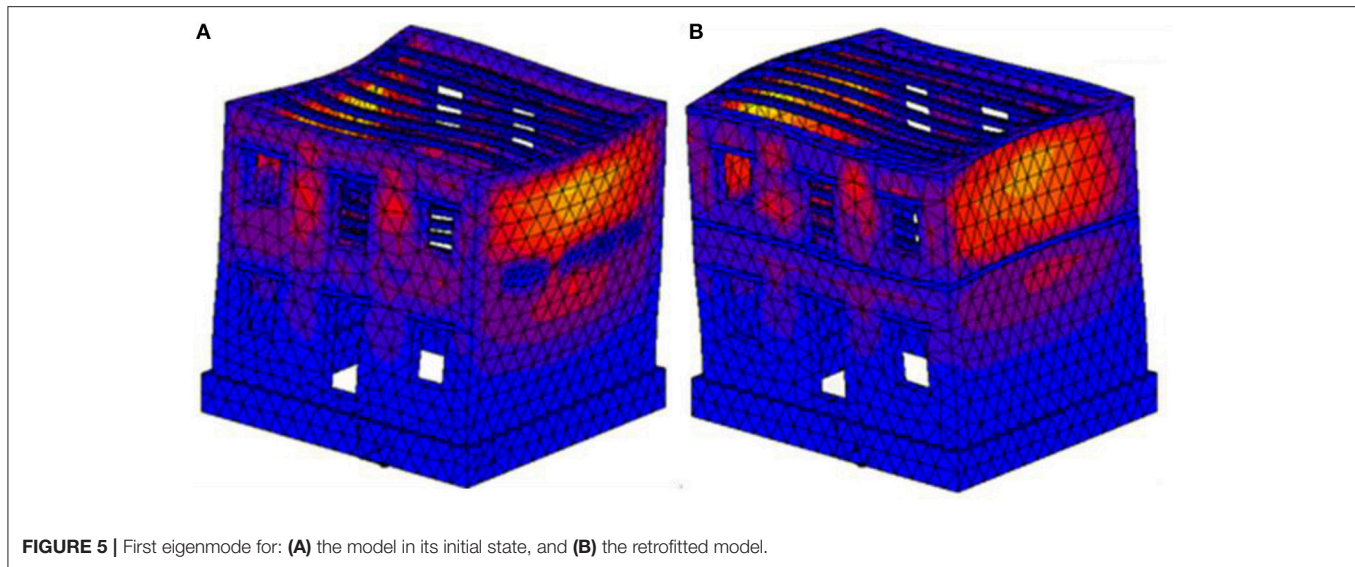 A
B
FIGURE 5 | First eigenmode for: (A) the model in its initial state, and (B) the retrofitted model.